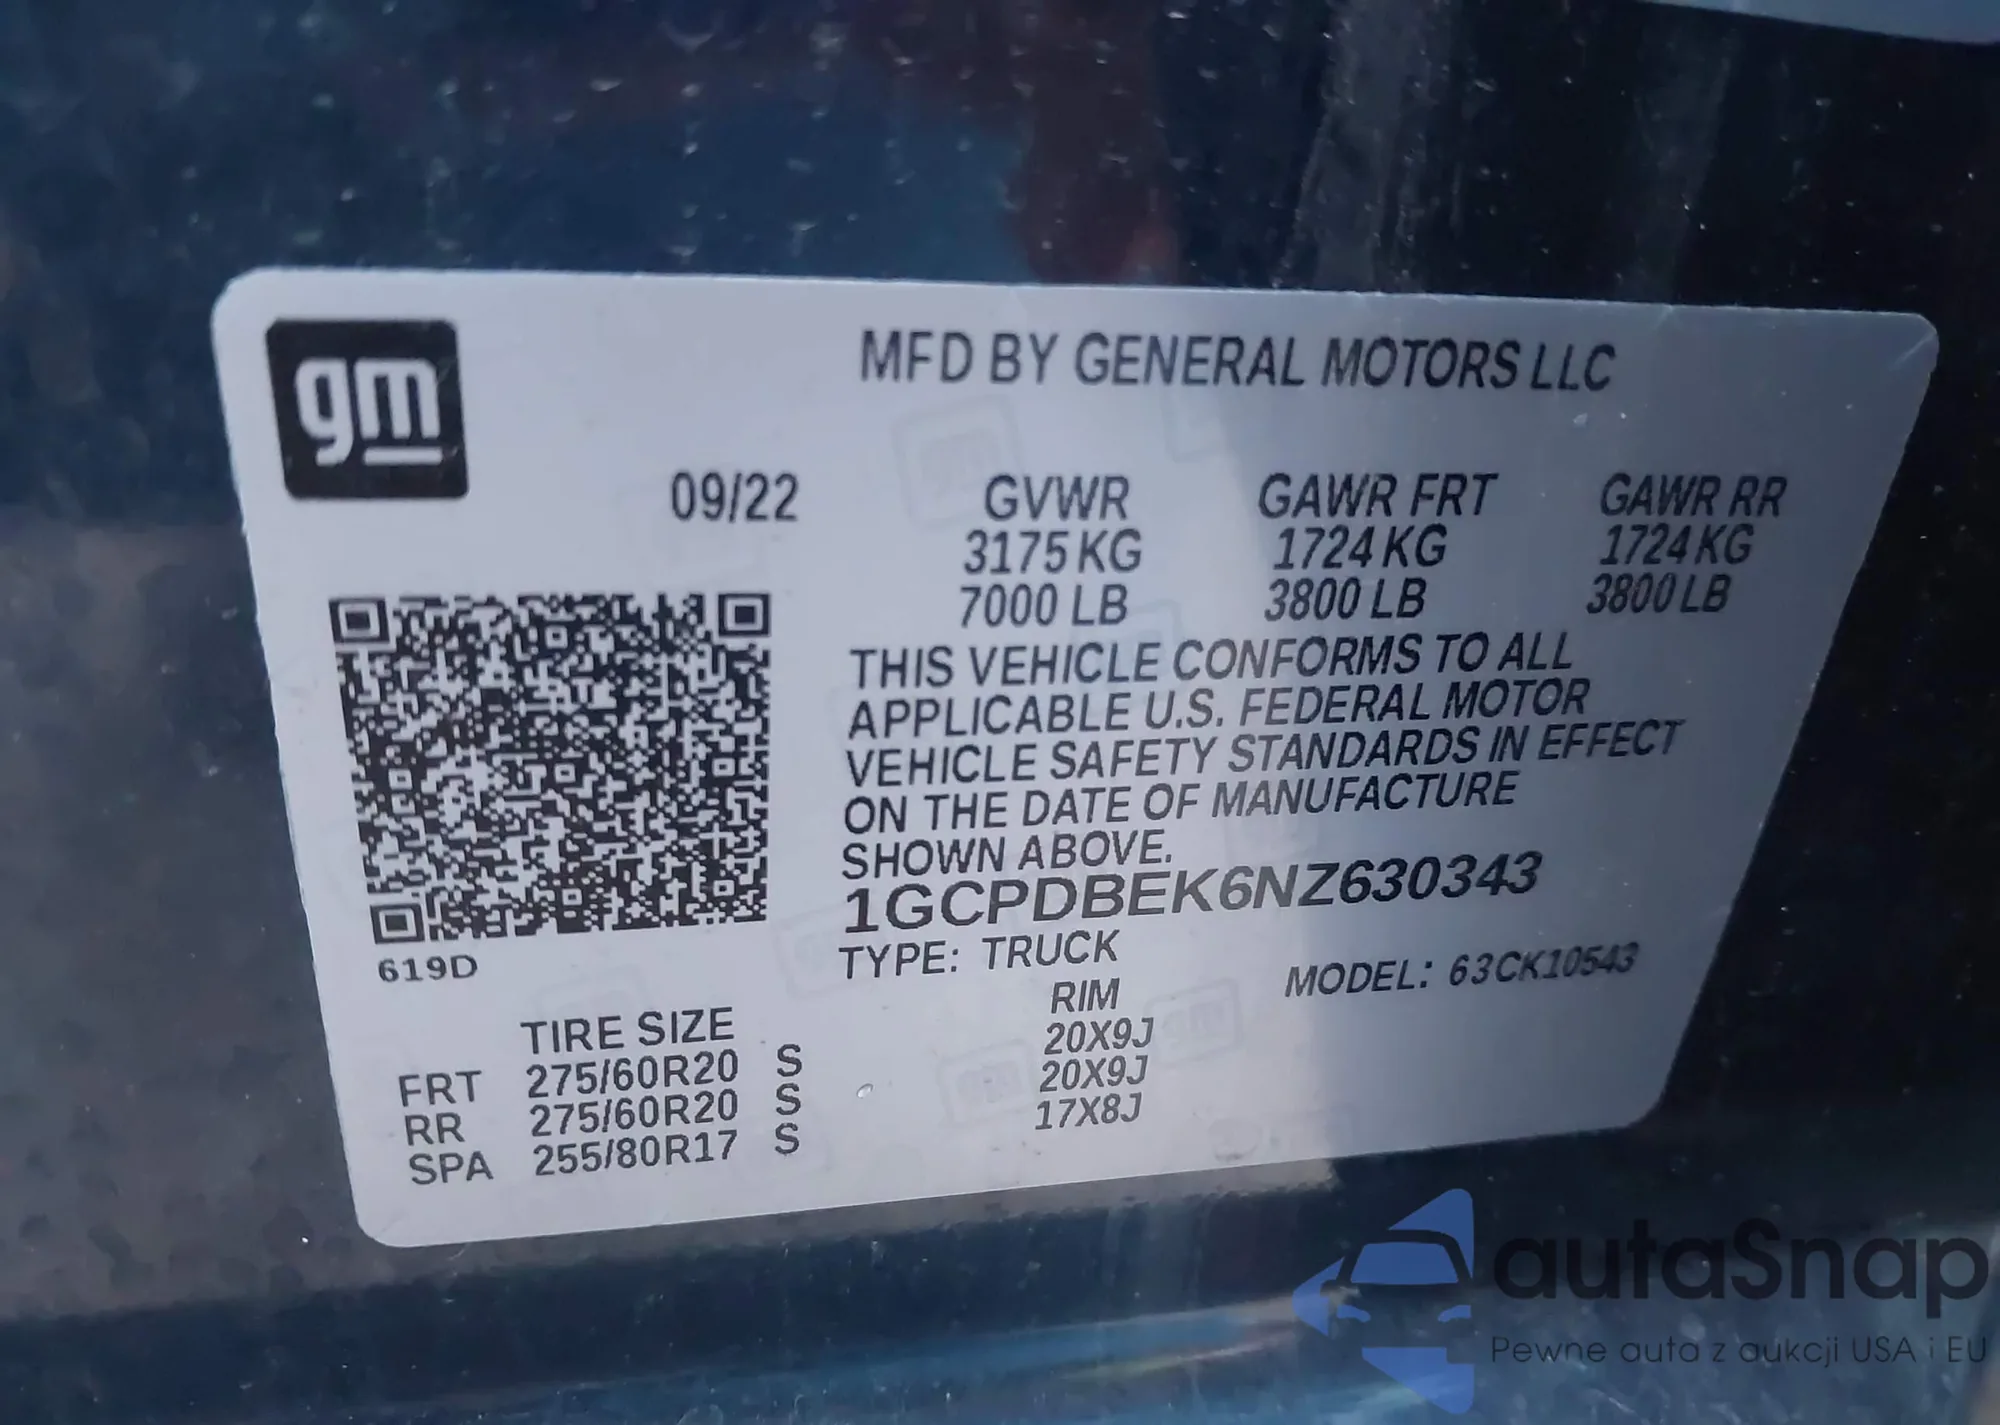 gm
MFD BY GENERAL MOTORS LLC
09/22 GVWR GAWR FRT GAWR RR
3175 KG 1724 KG 1724 KG
7000 LB 3800 LB 3800 LB
THIS VEHICLE CONFORMS TO ALL
APPLICABLE U.S. FEDERAL MOTOR
VEHICLE SAFETY STANDARDS IN EFFECT
ON THE DATE OF MANUFACTURE
SHOWN ABOVE.
1GCPDBEK6NZ630343
619D
TYPE: TRUCK MODEL: 63CK10543
TIRE SIZE RIM
FRT 275/60R20 S 20X9J
RR 275/60R20 S 20X9J
SPA 255/80R17 S 17X8J
autaSnap
Pewne auta z aukcji USA i EU